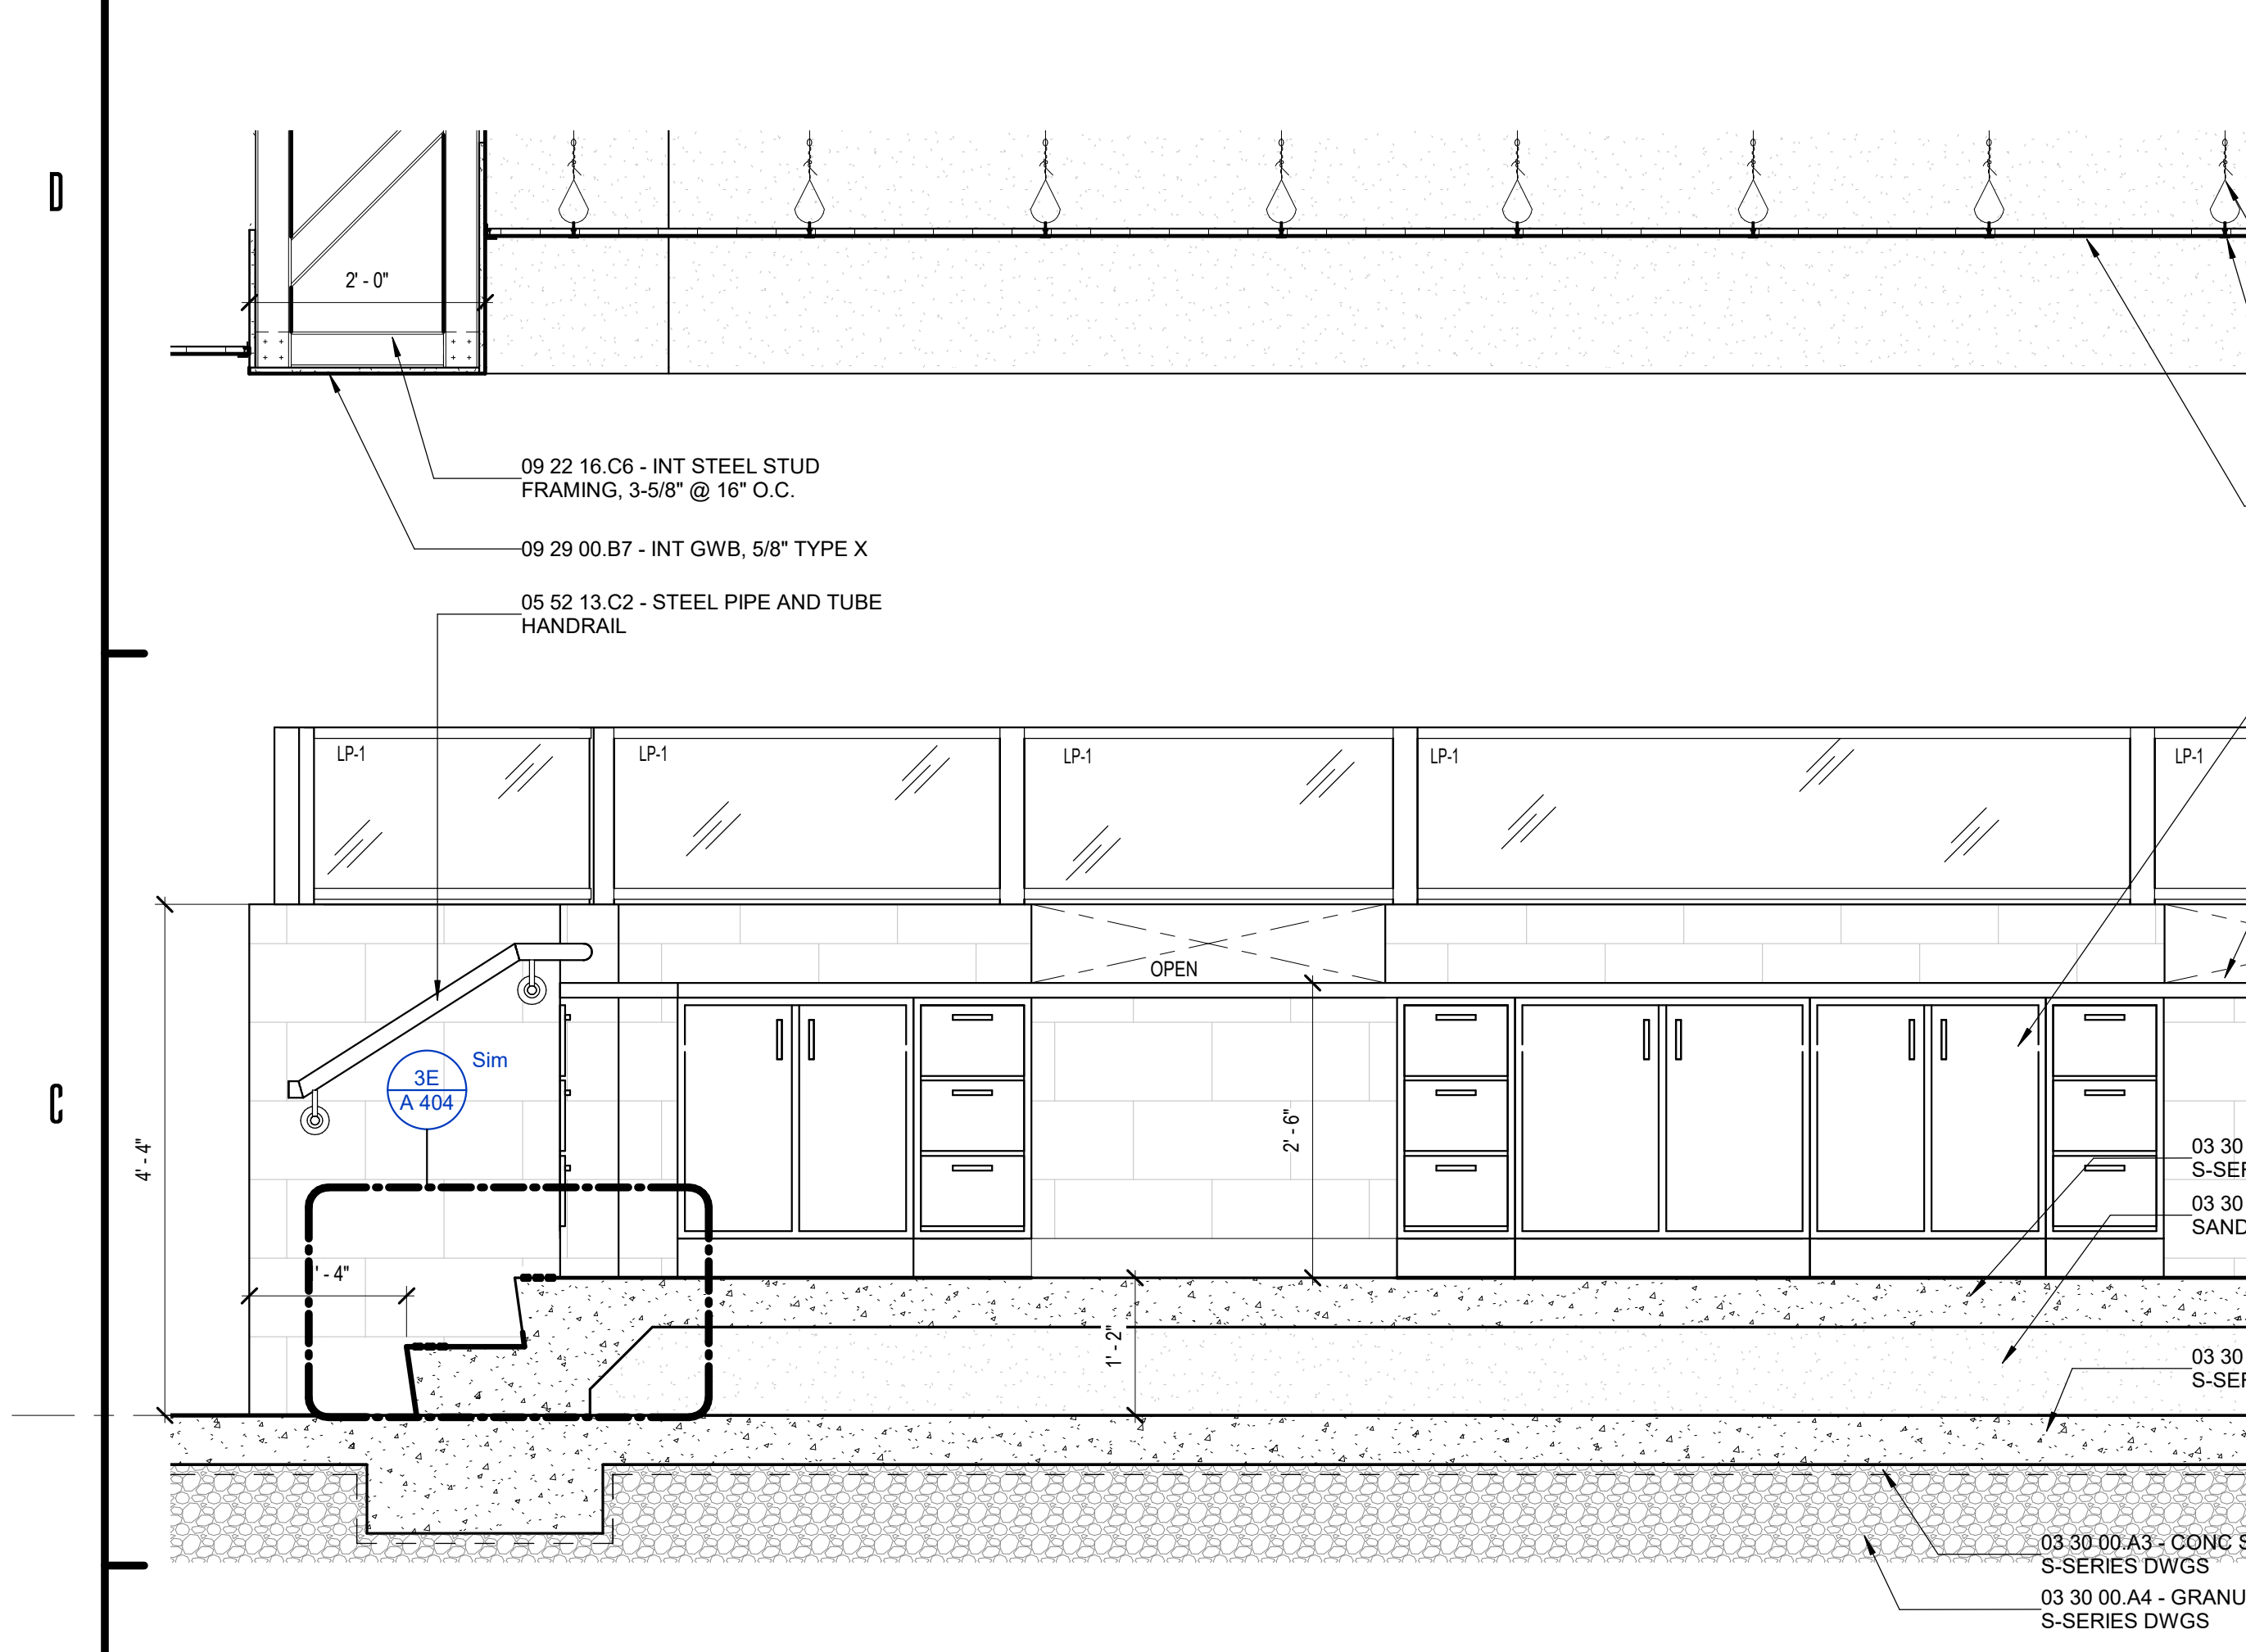 D
2' - 0"
09 22 16.C6 - INT STEEL STUD
FRAMING, 3-5/8" @ 16" O.C.
09 29 00.B7 - INT GWB, 5/8" TYPE X
05 52 13.C2 - STEEL PIPE AND TUBE
HANDRAIL
LP-1
LP-1
LP-1
LP-1
LP-1
OPEN
3E
A 404
Sim
C
4' - 4"
2' - 6"
' - 4"
1' - 2"
03 30
S-SER
03 30
SAND
03 30
S-SER
03 30 00.A3 - CONC S
S-SERIES DWGS
03 30 00.A4 - GRANU
S-SERIES DWGS